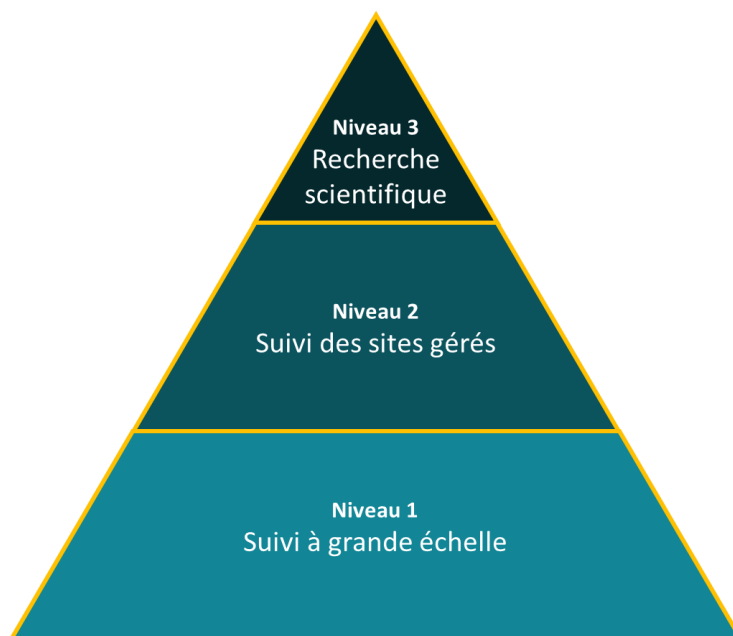 Niveau 3
Recherche
scientifique
Niveau 2
Suivi des sites gérés
Niveau 1
Suivi à grande échelle